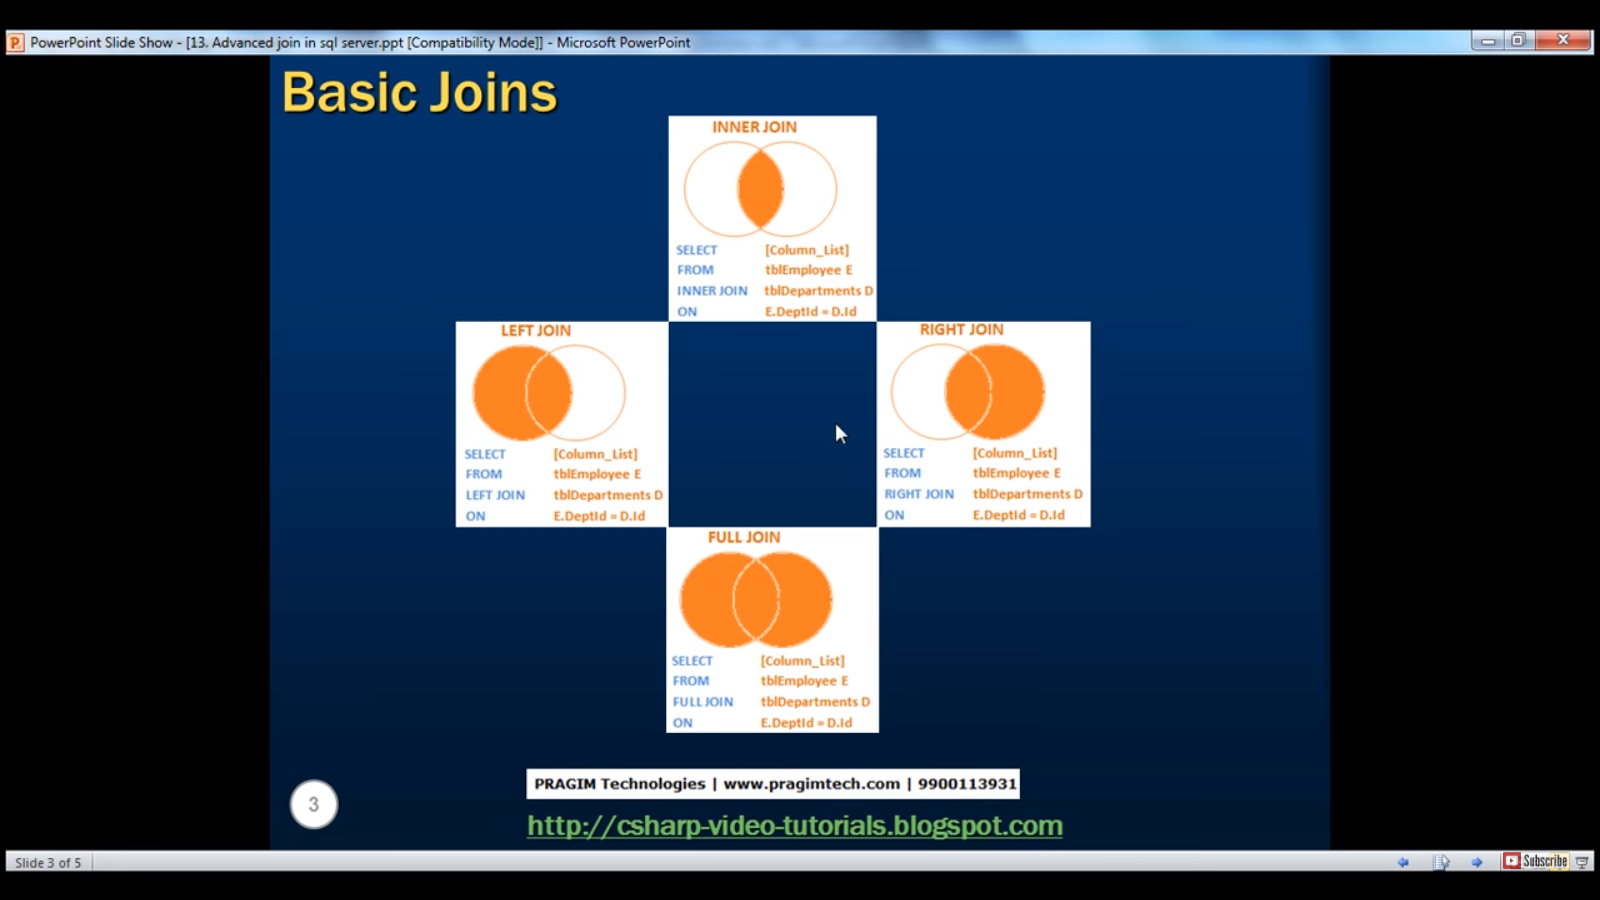 PowerPoint Slide Show - [13. Advanced join in sql server.ppt [Compatibility Mode]] - Microsoft PowerPoint
Basic Joins
INNER JOIN
SELECT [Column_List]
FROM tblEmployee E
INNER JOIN tblDepartments D
ON E.DeptId = D.Id
LEFT JOIN
SELECT [Column_List]
FROM tblEmployee E
LEFT JOIN tblDepartments D
ON E.DeptId = D.Id
RIGHT JOIN
SELECT [Column_List]
FROM tblEmployee E
RIGHT JOIN tblDepartments D
ON E.DeptId = D.Id
FULL JOIN
SELECT [Column_List]
FROM tblEmployee E
FULL JOIN tblDepartments D
ON E.DeptId = D.Id
PRAGIM Technologies | www.pragimtech.com | 9900113931
3
http://csharp-video-tutorials.blogspot.com
Slide 3 of 5
Subscribe